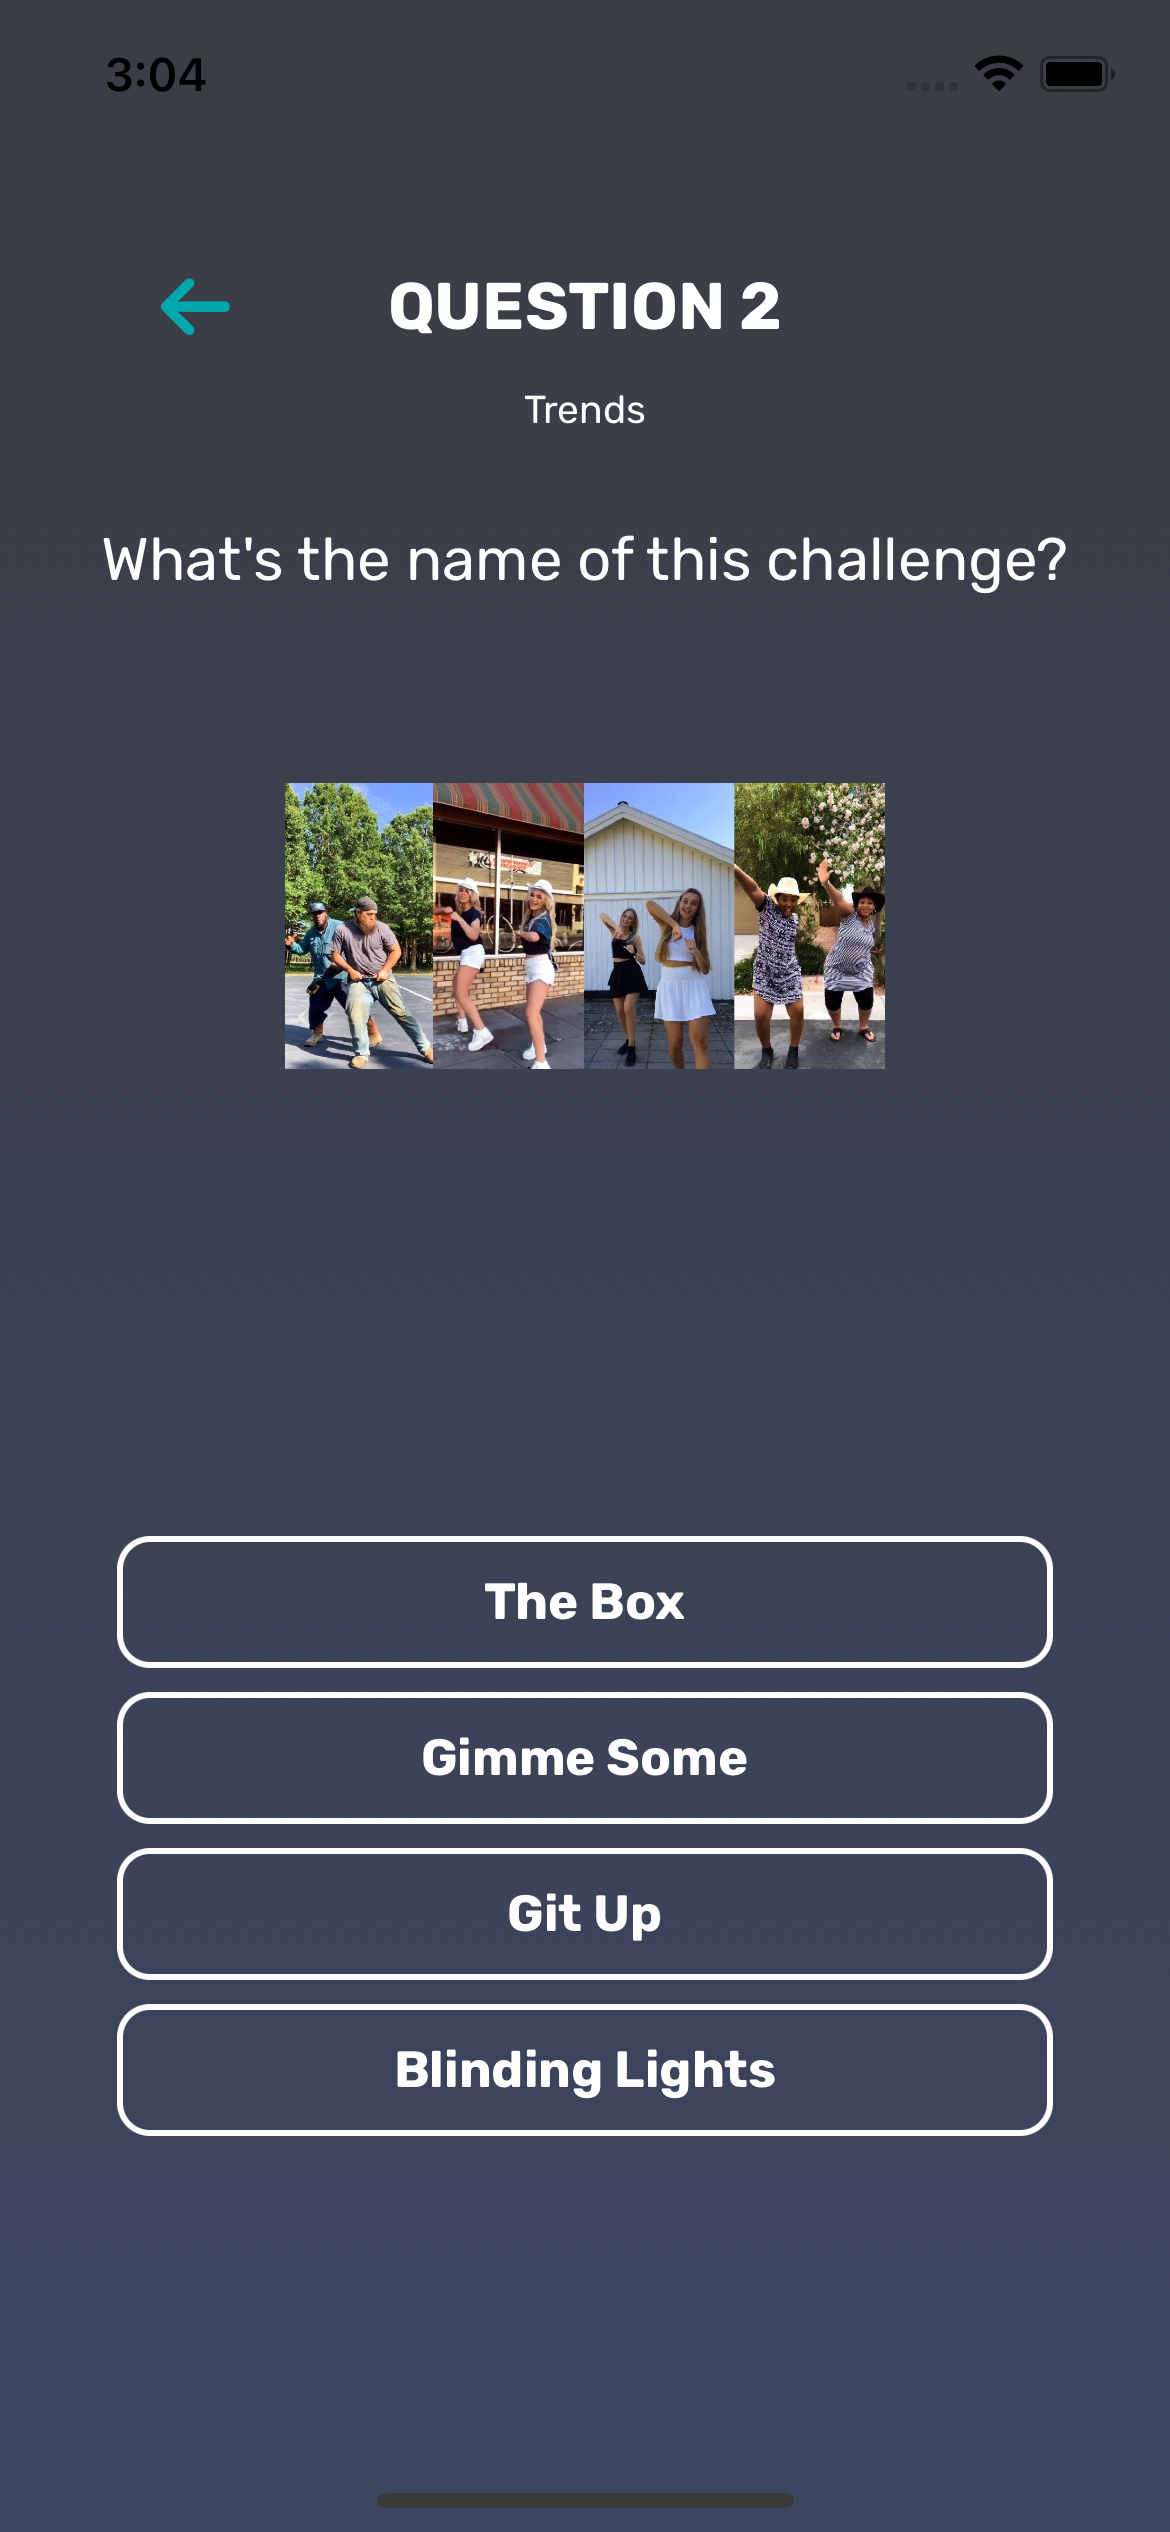 3:04
QUESTION 2
Trends
What's the name of this challenge?
The Box
Gimme Some
Git Up
Blinding Lights